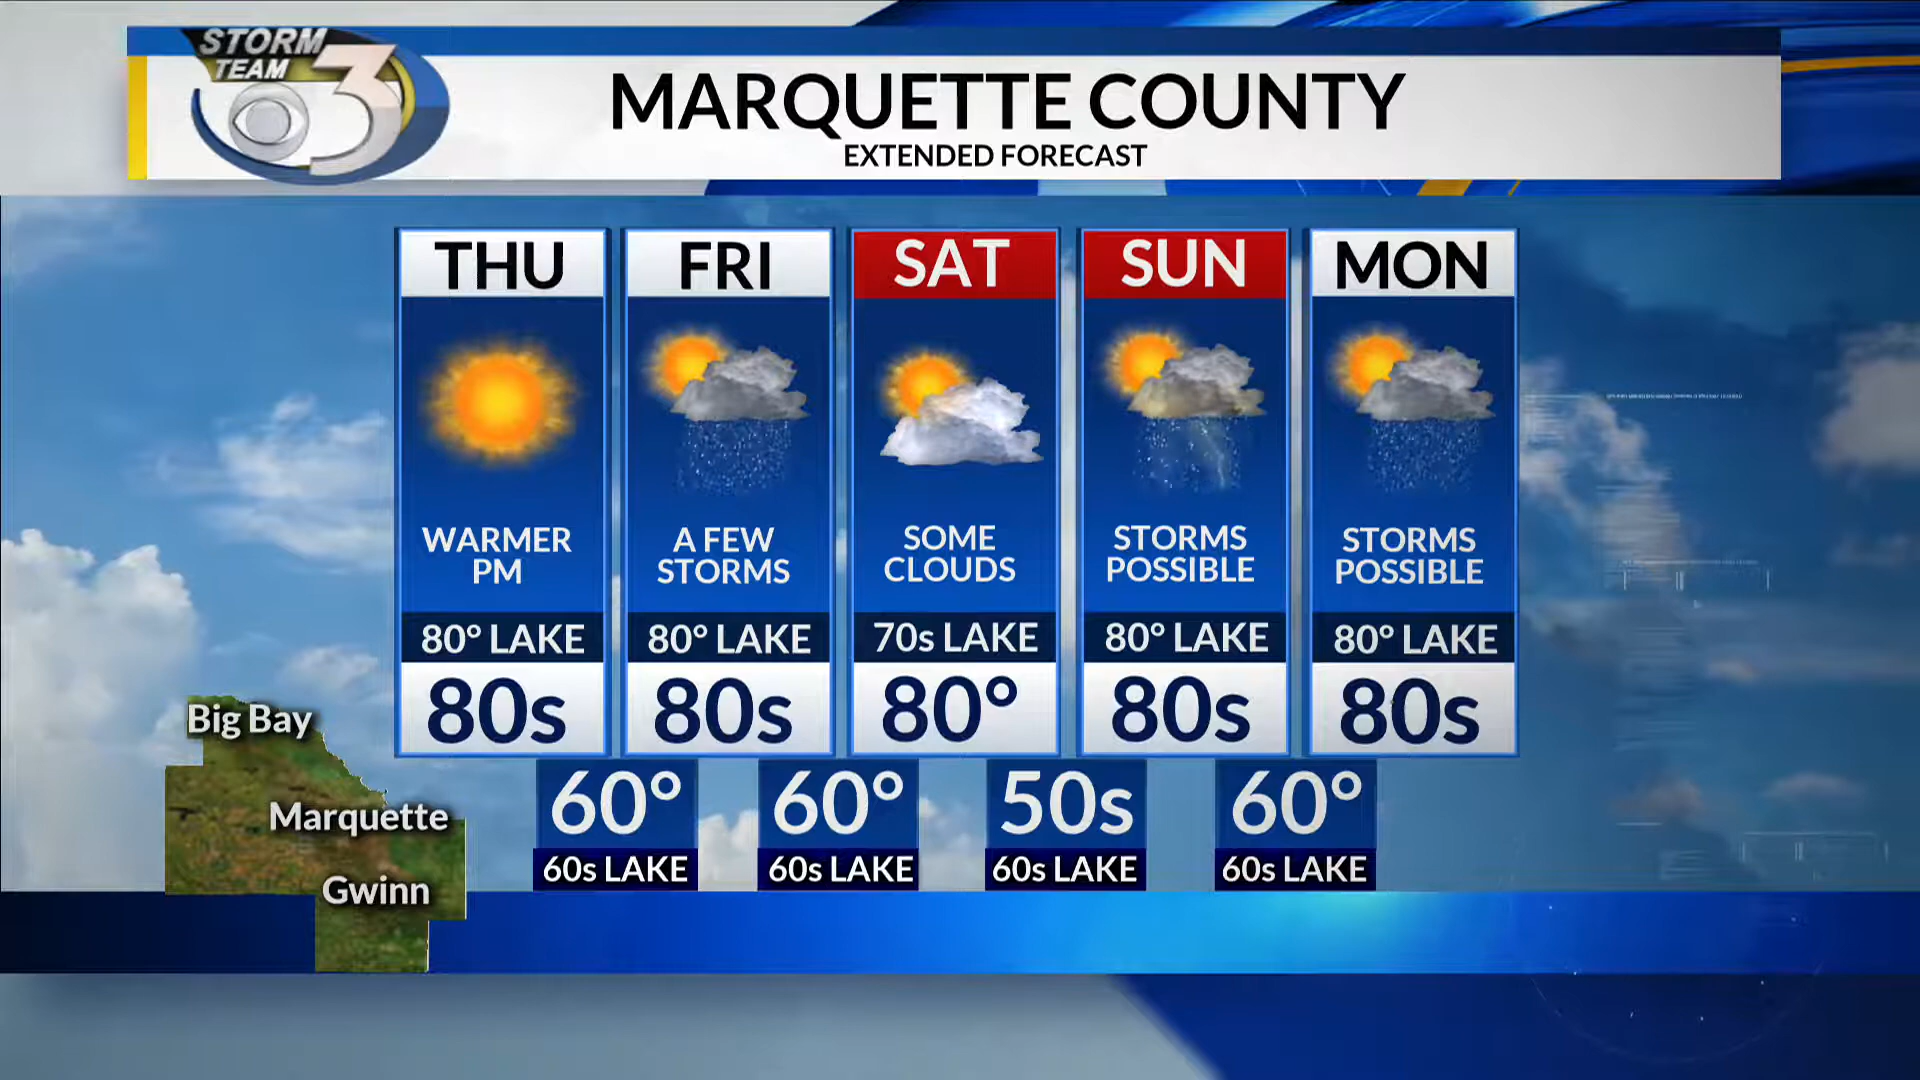 STORM
TEAM
3
MARQUETTE COUNTY
EXTENDED FORECAST
THU
FRI
SAT
SUN
MON
WARMER
PM
A FEW
STORMS
SOME
CLOUDS
STORMS
POSSIBLE
STORMS
POSSIBLE
80° LAKE
80° LAKE
70s LAKE
80° LAKE
80° LAKE
80s
80s
80°
80s
80s
60°
60°
50s
60°
60s LAKE
60s LAKE
60s LAKE
60s LAKE
Big Bay
Marquette
Gwinn